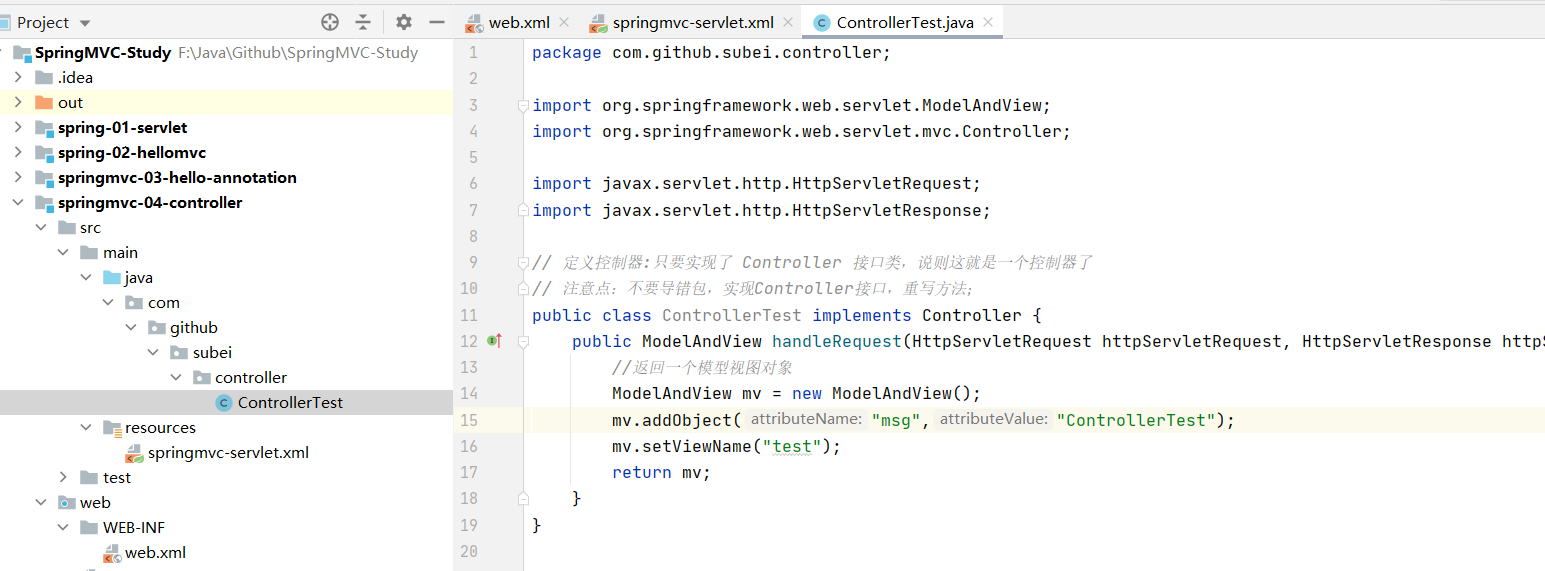 Project
SpringMVC-Study F:\Java\Github\SpringMVC-Study
.idea
out
spring-01-servlet
spring-02-hellomvc
springmvc-03-hello-annotation
springmvc-04-controller
src
main
java
com
github
subei
controller
ControllerTest
resources
springmvc-servlet.xml
test
web
WEB-INF
web.xml
web.xml springmvc-servlet.xml ControllerTest.java
1 package com.github.subei.controller;
2
3 import org.springframework.web.servlet.ModelAndView;
4 import org.springframework.web.servlet.mvc.Controller;
5
6 import javax.servlet.http.HttpServletRequest;
7 import javax.servlet.http.HttpServletResponse;
8
9 // 定义控制器:只要实现了 Controller 接口类，说则这就是一个控制器了
10 // 注意点：不要导错包，实现Controller接口，重写方法;
11 public class ControllerTest implements Controller {
12 public ModelAndView handleRequest(HttpServletRequest httpServletRequest, HttpServletResponse https
13 //返回一个模型视图对象
14 ModelAndView mv = new ModelAndView();
15 mv.addObject( attributeName: "msg", attributeValue: "ControllerTest");
16 mv.setViewName("test");
17 return mv;
18 }
19 }
20